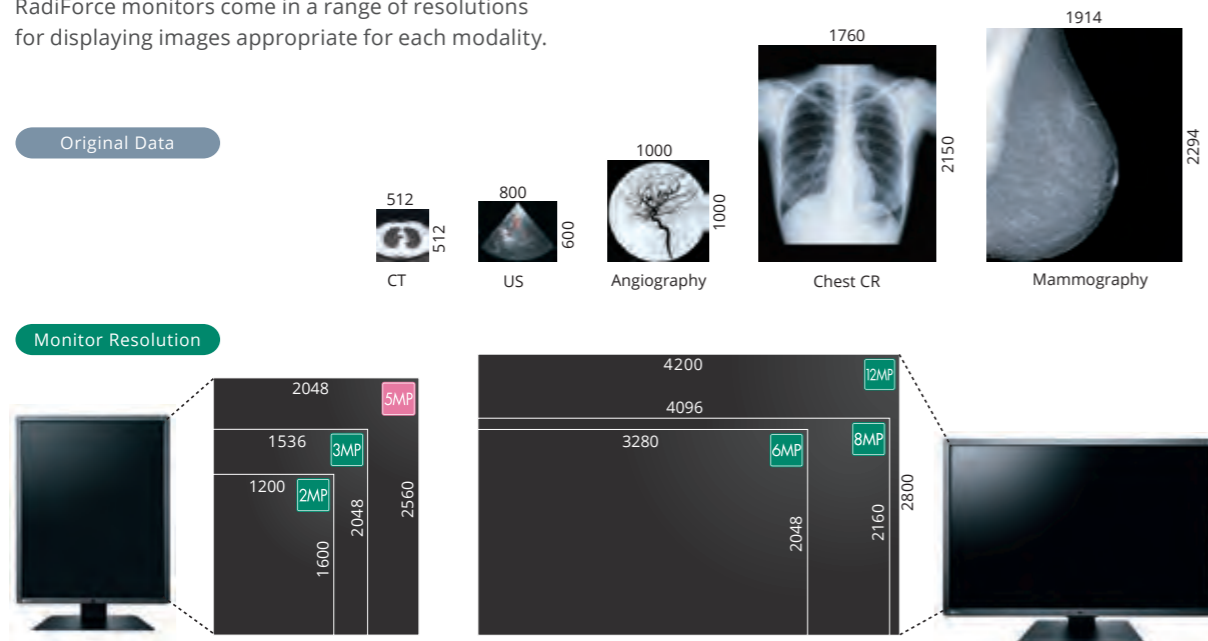 RadiForce monitors come in a range of resolutions
for displaying images appropriate for each modality.
Original Data
512
512
CT
800
600
US
1000
1000
Angiography
1760
2150
Chest CR
1914
2294
Mammography
Monitor Resolution
2048
5MP
2560
1536
3MP
2048
1200
2MP
1600
4200
12MP
2800
4096
8MP
2160
3280
6MP
2048